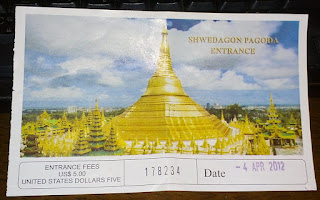 SHWEDAGON PAGODA
ENTRANCE
ENTRANCE FEES
US$ 5.00
UNITED STATES DOLLARS FIVE
178234
Date
- 4 APR 2012